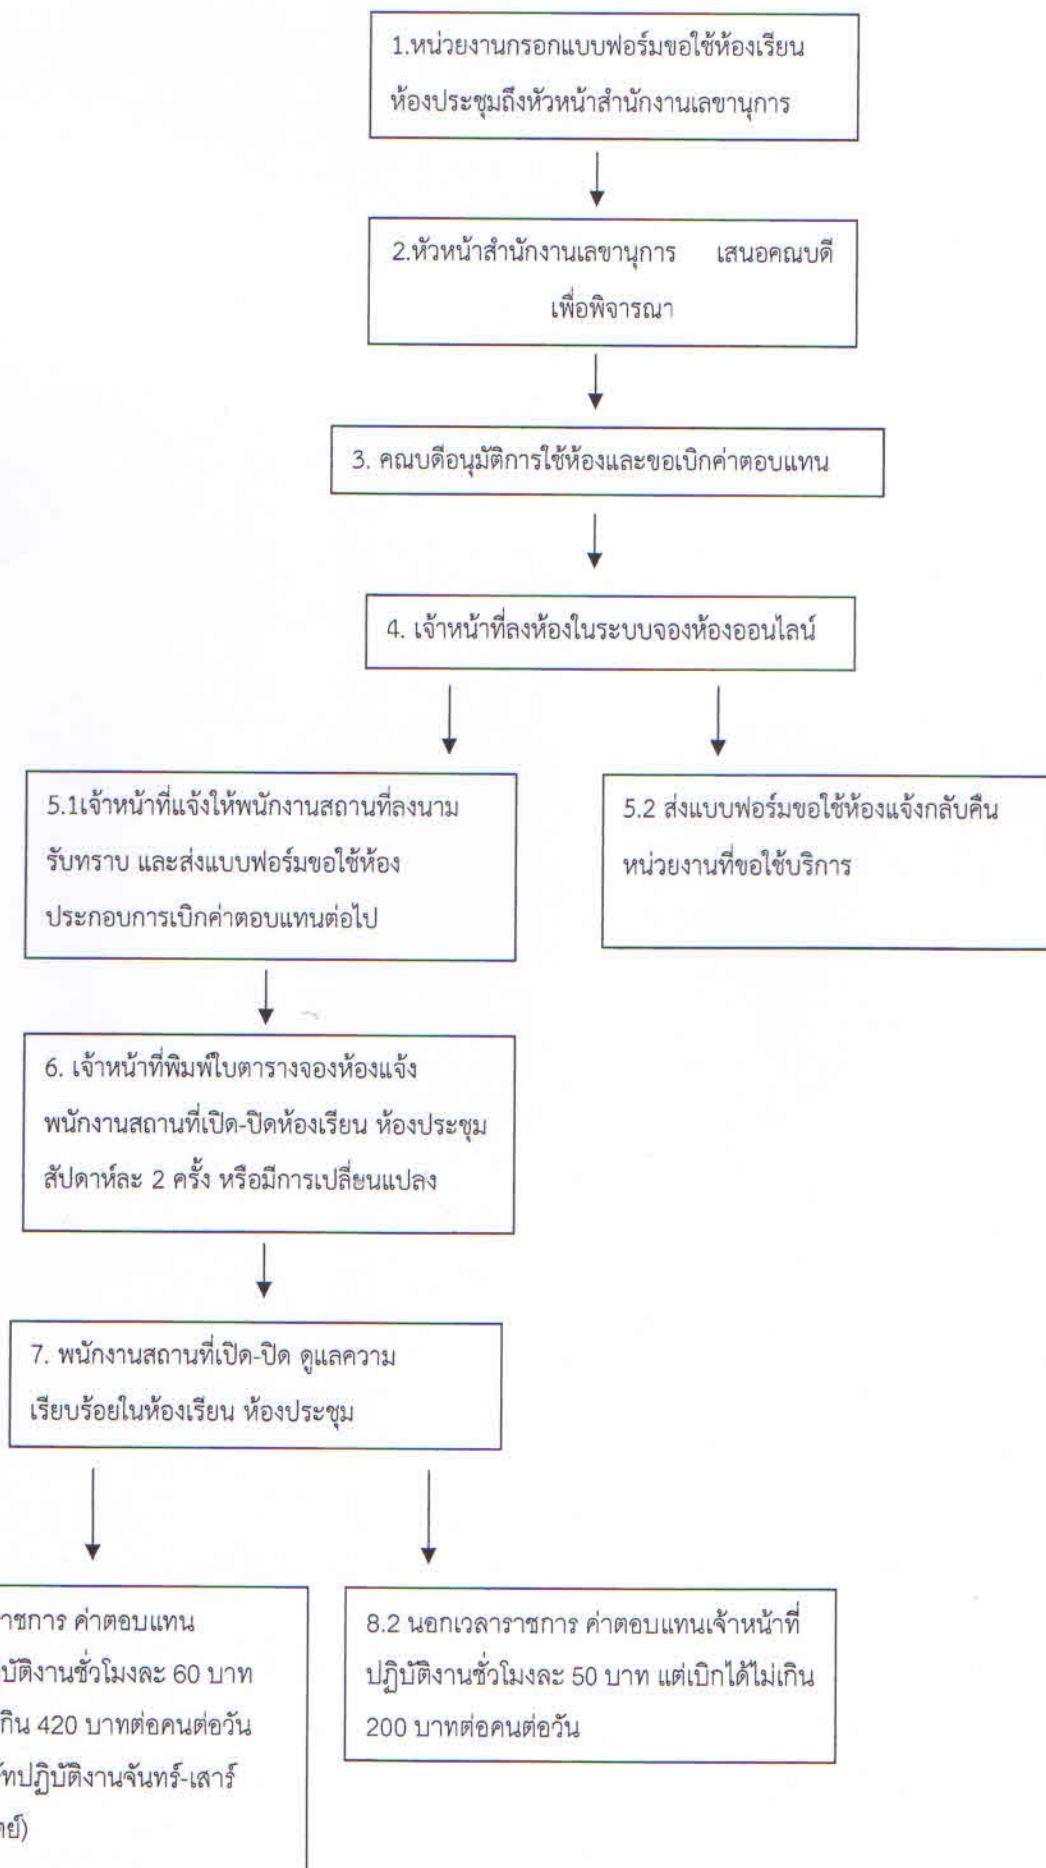 1.หน่วยงานกรอกแบบฟอร์มขอใช้ห้องเรียน
ห้องประชุมถึงหัวหน้าสำนักงานเลขานุการ
2.หัวหน้าสำนักงานเลขานุการ เสนอคณบดี
เพื่อพิจารณา
3. คณบดีอนุมัติการใช้ห้องและขอเบิกค่าตอบแทน
4. เจ้าหน้าที่ลงห้องในระบบจองห้องออนไลน์
5.1เจ้าหน้าที่แจ้งให้พนักงานสถานที่ลงนาม
รับทราบ และส่งแบบฟอร์มขอใช้ห้อง
ประกอบการเบิกค่าตอบแทนต่อไป
5.2 ส่งแบบฟอร์มขอใช้ห้องแจ้งกลับคืน
หน่วยงานที่ขอใช้บริการ
6. เจ้าหน้าที่พิมพ์ใบตารางจองห้องแจ้ง
พนักงานสถานที่เปิด-ปิดห้องเรียน ห้องประชุม
สัปดาห์ละ 2 ครั้ง หรือมีการเปลี่ยนแปลง
7. พนักงานสถานที่เปิด-ปิด ดูแลความ
เรียบร้อยในห้องเรียน ห้องประชุม
ค่าตอบแทน
ชั่วโมงละ 60 บาท
420 บาทต่อคนต่อวัน
ปฏิบัติงานจันทร์-เสาร์
8.2 นอกเวลาราชการ ค่าตอบแทนเจ้าหน้าที่
ปฏิบัติงานชั่วโมงละ 50 บาท แต่เบิกได้ไม่เกิน
200 บาทต่อคนต่อวัน